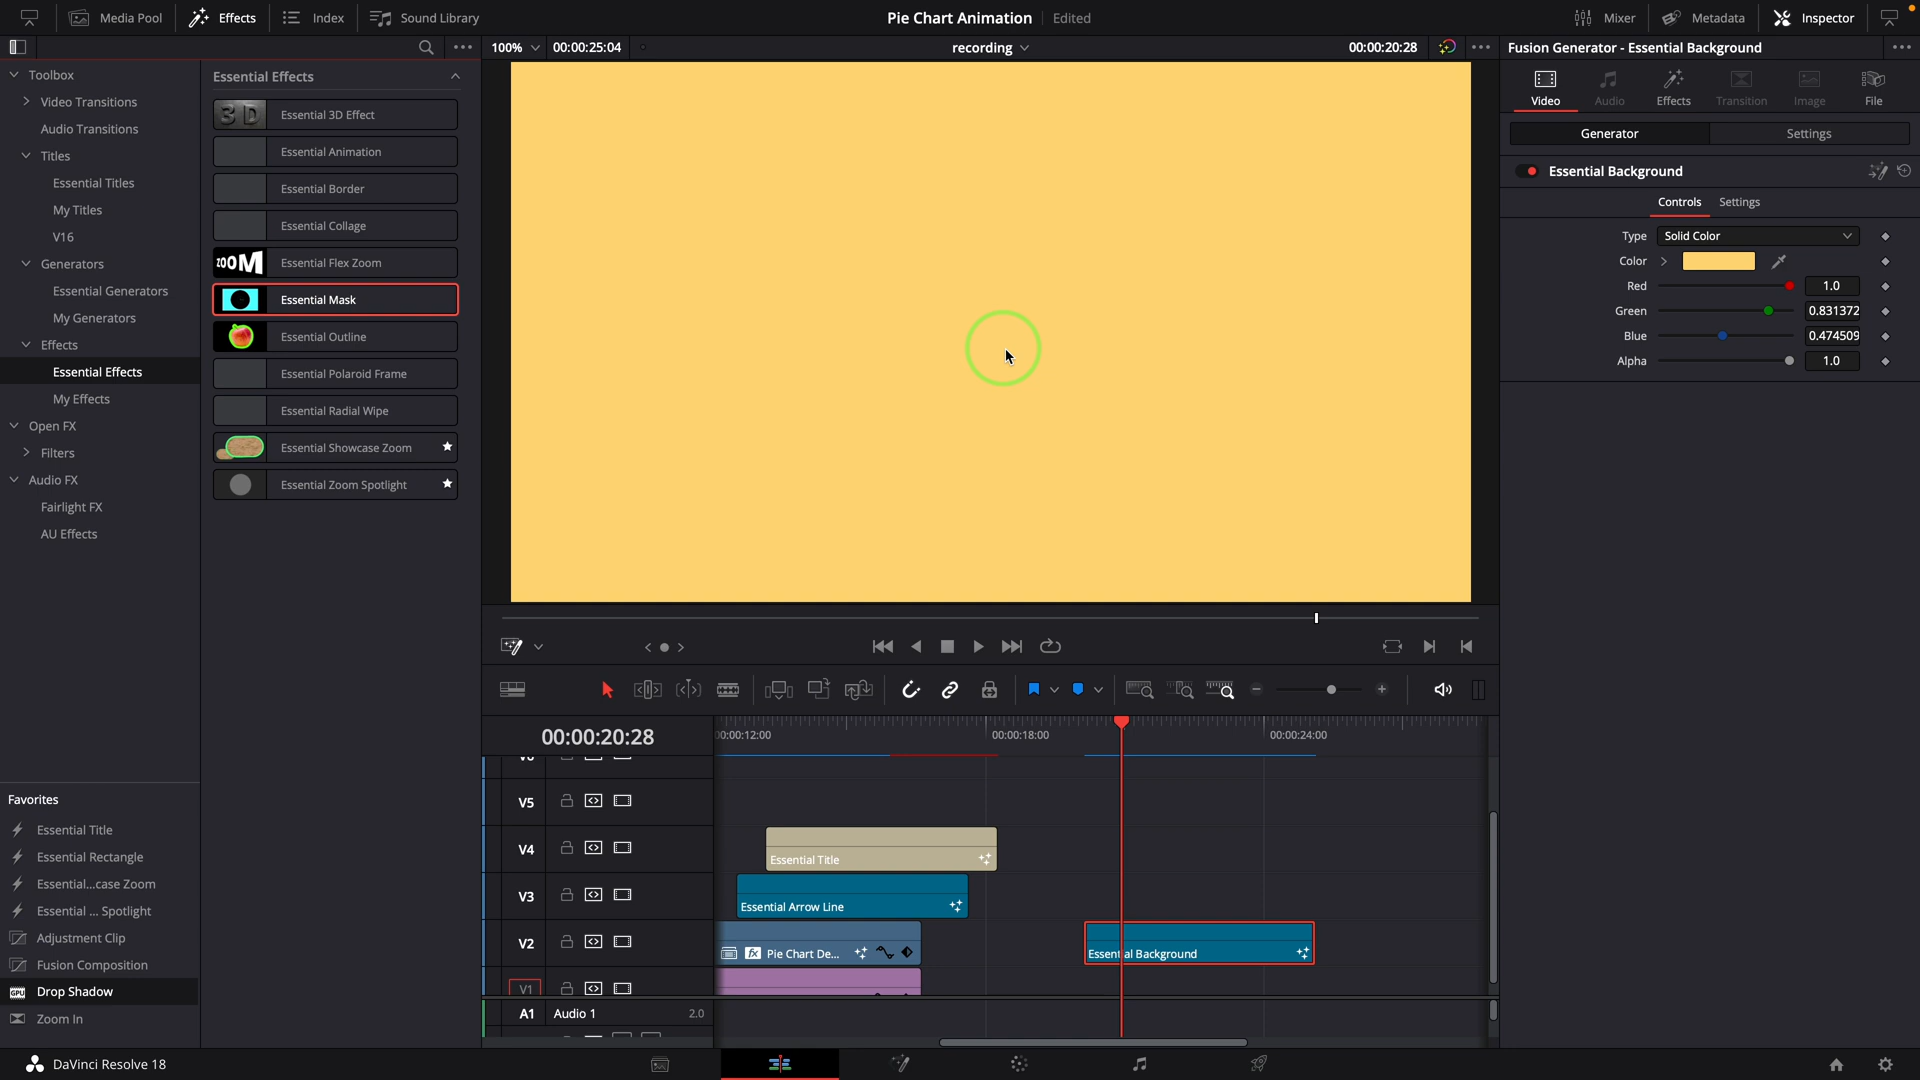 Media Pool
Effects
Index
Sound Library
Pie Chart Animation
Edited
Mixer
Metadata
Inspector
100%
00:00:25:04
recording
00:00:20:28
Fusion Generator - Essential Background
Toolbox
Video Transitions
Audio Transitions
Titles
Essential Titles
My Titles
V16
Generators
Essential Generators
My Generators
Effects
Essential Effects
My Effects
Open FX
Filters
Audio FX
Fairlight FX
AU Effects
Favorites
Essential Title
Essential Rectangle
Essential...case Zoom
Essential ... Spotlight
Adjustment Clip
Fusion Composition
GPU Drop Shadow
Zoom In
Essential Effects
3D Essential 3D Effect
Essential Animation
Essential Border
Essential Collage
ZOOM Essential Flex Zoom
Essential Mask
Essential Outline
Essential Polaroid Frame
Essential Radial Wipe
Essential Showcase Zoom
Essential Zoom Spotlight
Video
Audio
Effects
Transition
Image
File
Generator
Settings
Essential Background
Controls
Settings
Type Solid Color
Color
Red 1.0
Green 0.831372
Blue 0.474509
Alpha 1.0
00:00:20:28
00:00:12:00
00:00:18:00
00:00:24:00
V5
V4
Essential Title
V3
Essential Arrow Line
V2
fx Pie Chart De...
Essential Background
V1
A1 Audio 1 2.0
DaVinci Resolve 18